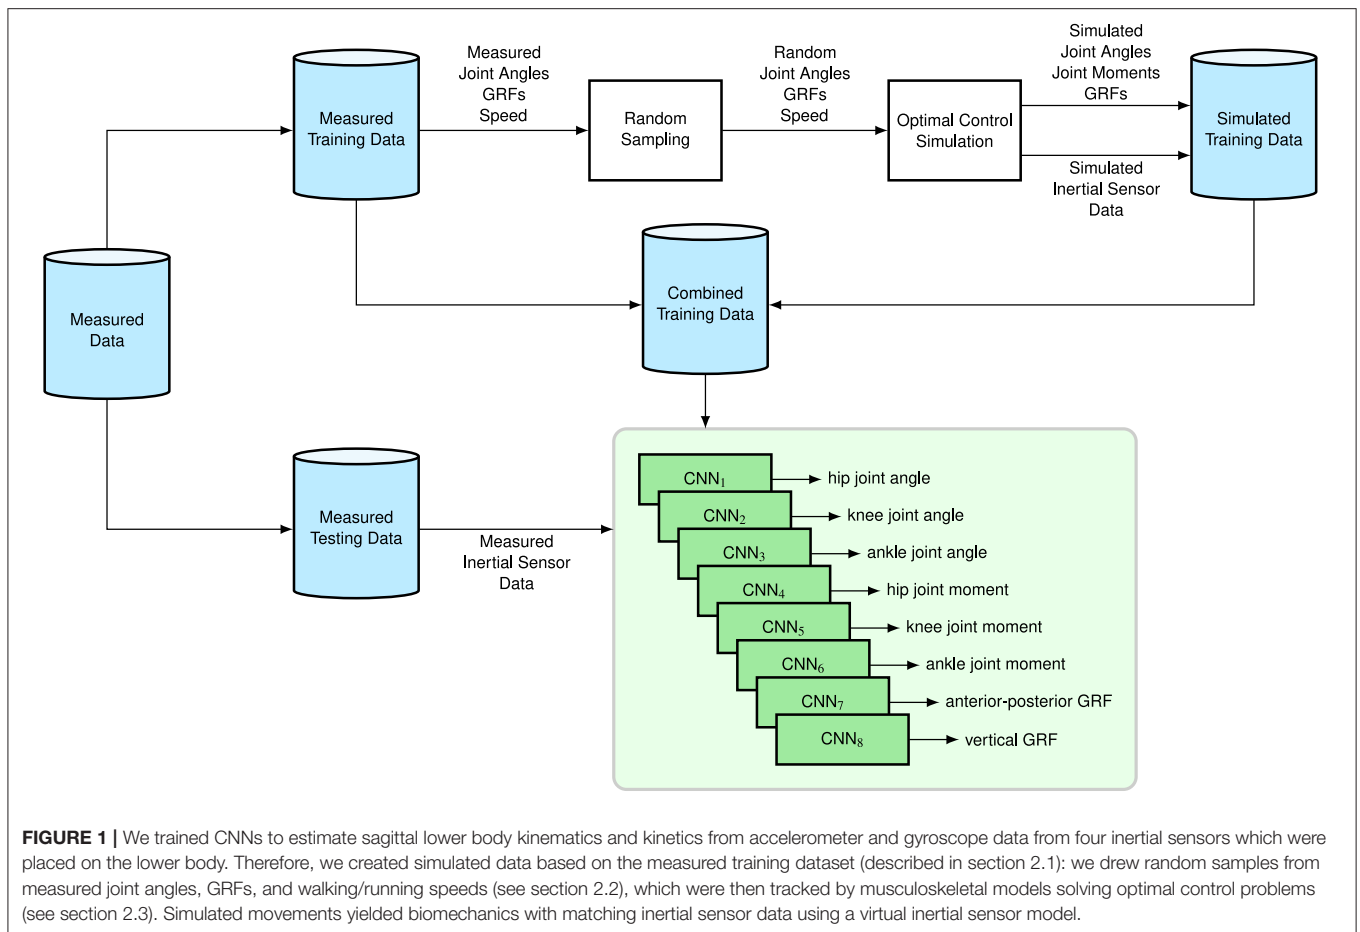 Measured
Joint Angles
GRFs
Speed
Random
Joint Angles
GRFs
Speed
Simulated
Joint Angles
Joint Moments
GRFs
Measured
Training Data
Random
Sampling
Optimal Control
Simulation
Simulated
Training Data
Simulated
Inertial Sensor
Data
Measured
Data
Combined
Training Data
Measured
Testing Data
Measured
Inertial Sensor
Data
CNN1 hip joint angle
CNN2 knee joint angle
CNN3 ankle joint angle
CNN4 hip joint moment
CNN5 knee joint moment
CNN6 ankle joint moment
CNN7 anterior-posterior GRF
CNN8 vertical GRF
FIGURE 1 | We trained CNNs to estimate sagittal lower body kinematics and kinetics from accelerometer and gyroscope data from four inertial sensors which were
placed on the lower body. Therefore, we created simulated data based on the measured training dataset (described in section 2.1): we drew random samples from
measured joint angles, GRFs, and walking/running speeds (see section 2.2), which were then tracked by musculoskeletal models solving optimal control problems
(see section 2.3). Simulated movements yielded biomechanics with matching inertial sensor data using a virtual inertial sensor model.